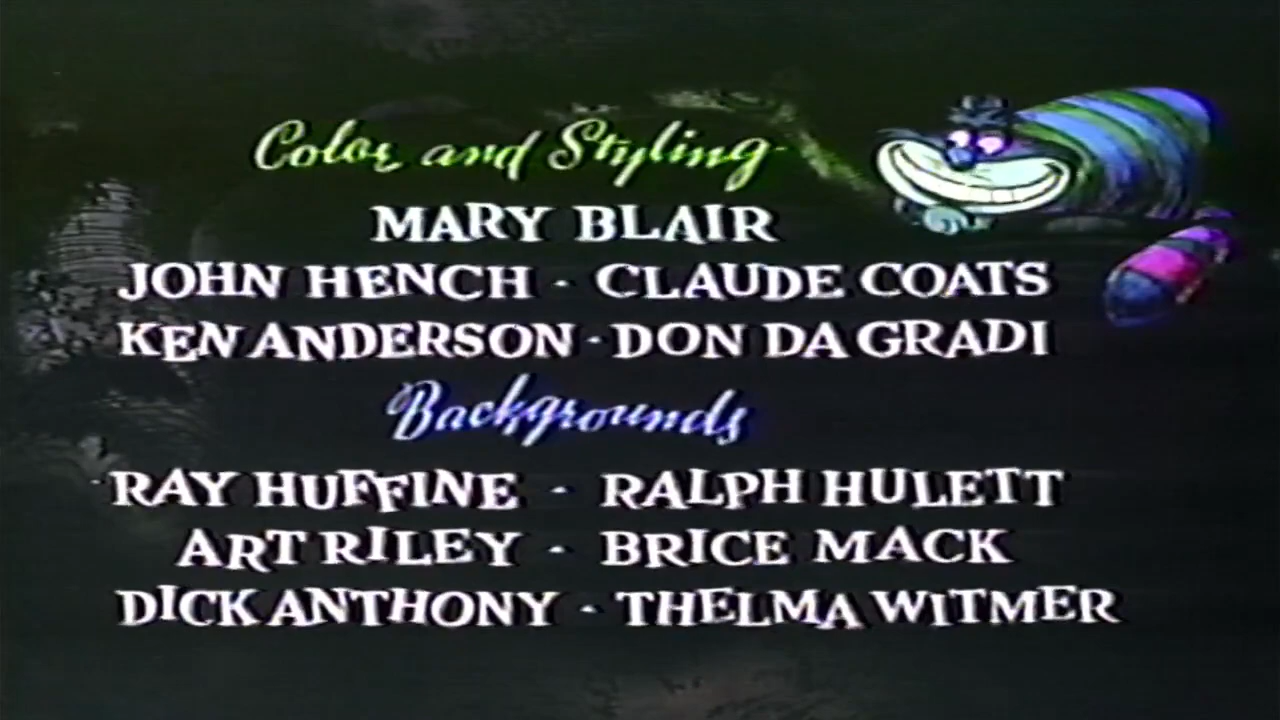 Color and Styling
MARY BLAIR
JOHN HENCH · CLAUDE COATS
KEN ANDERSON · DON DA GRADI
Backgrounds
RAY HUFFINE · RALPH HULETT
ART RILEY · BRICE MACK
DICK ANTHONY · THELMA WITMER